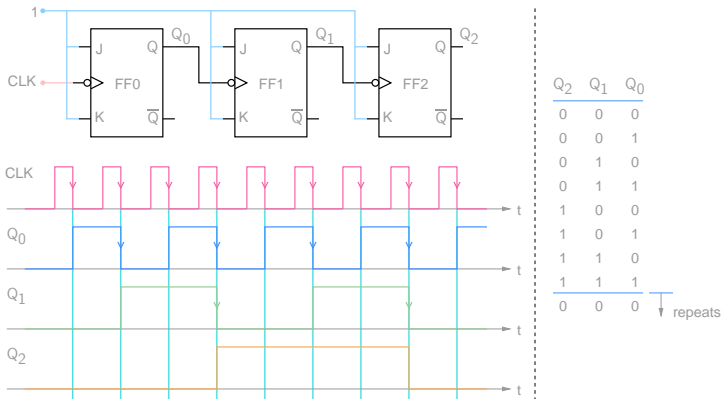 1
Q₀ Q₁ Q₂
J Q J Q J Q
CLK FF0 FF1 FF2
K Q̅ K Q̅ K Q̅
CLK
t
Q₀
t
Q₁
t
Q₂
t
Q₂ Q₁ Q₀
0 0 0
0 0 1
0 1 0
0 1 1
1 0 0
1 0 1
1 1 0
1 1 1
0 0 0 repeats